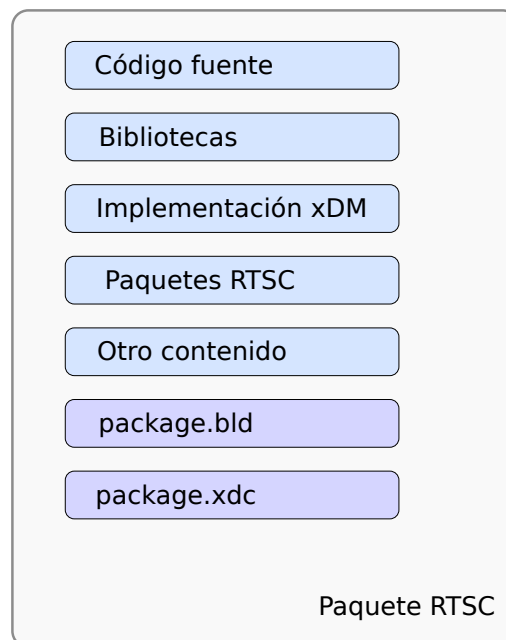 Código fuente
Bibliotecas
Implementación xDM
Paquetes RTSC
Otro contenido
package.bld
package.xdc
Paquete RTSC